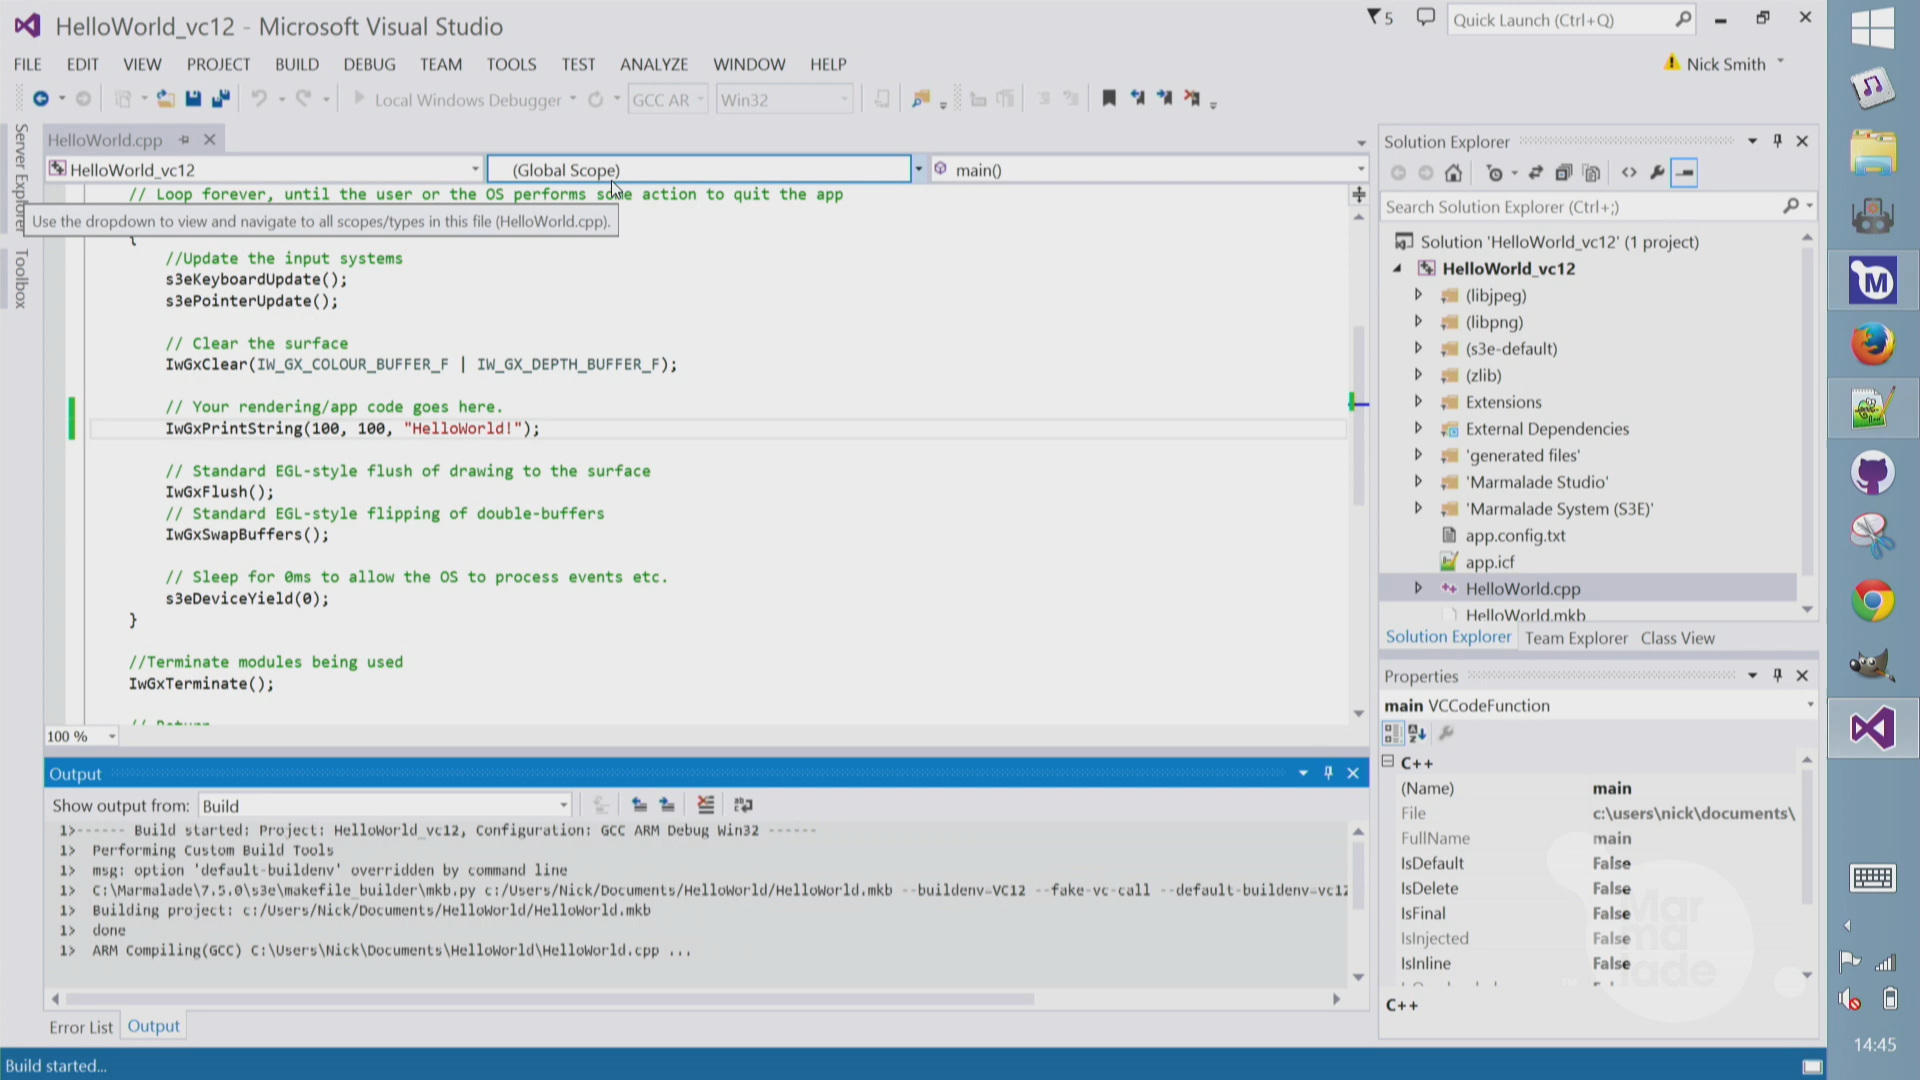 HelloWorld_vc12 - Microsoft Visual Studio
5
Quick Launch (Ctrl+Q)
FILE EDIT VIEW PROJECT BUILD DEBUG TEAM TOOLS TEST ANALYZE WINDOW HELP
Nick Smith
Local Windows Debugger
GCC AR
Win32
Server Explorer
Toolbox
HelloWorld.cpp
HelloWorld_vc12
(Global Scope)
main()
// Loop forever, until the user or the OS performs some action to quit the app
Use the dropdown to view and navigate to all scopes/types in this file (HelloWorld.cpp).
{
//Update the input systems
s3eKeyboardUpdate();
s3ePointerUpdate();
// Clear the surface
IwGxClear(IW_GX_COLOUR_BUFFER_F | IW_GX_DEPTH_BUFFER_F);
// Your rendering/app code goes here.
IwGxPrintString(100, 100, "HelloWorld!");
// Standard EGL-style flush of drawing to the surface
IwGxFlush();
// Standard EGL-style flipping of double-buffers
IwGxSwapBuffers();
// Sleep for 0ms to allow the OS to process events etc.
s3eDeviceYield(0);
}
//Terminate modules being used
IwGxTerminate();
// Return
100 %
Output
Show output from: Build
1>------ Build started: Project: HelloWorld_vc12, Configuration: GCC ARM Debug Win32 ------
1> Performing Custom Build Tools
1> msg: option 'default-buildenv' overridden by command line
1> C:\Marmalade\7.5.0\s3e\makefile_builder\mkb.py c:/Users/Nick/Documents/HelloWorld/HelloWorld.mkb --buildenv=VC12 --fake-vc-call --default-buildenv=vc12
1> Building project: c:/Users/Nick/Documents/HelloWorld/HelloWorld.mkb
1> done
1> ARM Compiling(GCC) C:\Users\Nick\Documents\HelloWorld\HelloWorld.cpp ...
Error List Output
Build started...
Solution Explorer
Search Solution Explorer (Ctrl+;)
Solution 'HelloWorld_vc12' (1 project)
HelloWorld_vc12
(libjpeg)
(libpng)
(s3e-default)
(zlib)
Extensions
External Dependencies
'generated files'
'Marmalade Studio'
'Marmalade System (S3E)'
app.config.txt
app.icf
HelloWorld.cpp
HelloWorld.mkb
Solution Explorer Team Explorer Class View
Properties
main VCCodeFunction
C++
(Name) main
File c:\users\nick\documents\
FullName main
IsDefault False
IsDelete False
IsFinal False
IsInjected False
IsInline False
C++
Mar
ma
lade
14:45